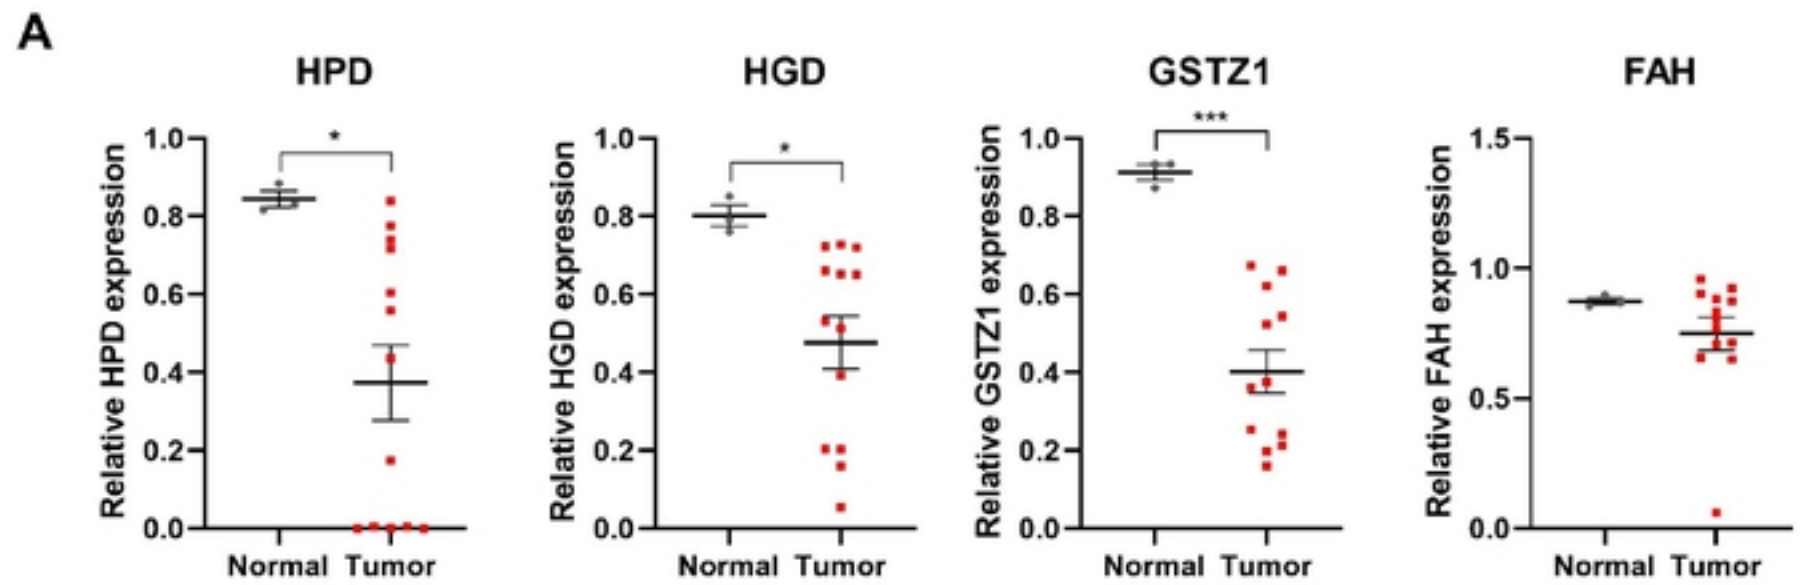 A
HPD
HGD
GSTZ1
FAH
Relative HPD expression
1.0
0.8
0.6
0.4
0.2
0.0
*
Normal Tumor
Relative HGD expression
1.0
0.8
0.6
0.4
0.2
0.0
*
Normal Tumor
Relative GSTZ1 expression
1.0
0.8
0.6
0.4
0.2
0.0
***
Normal Tumor
Relative FAH expression
1.5
1.0
0.5
0.0
Normal Tumor